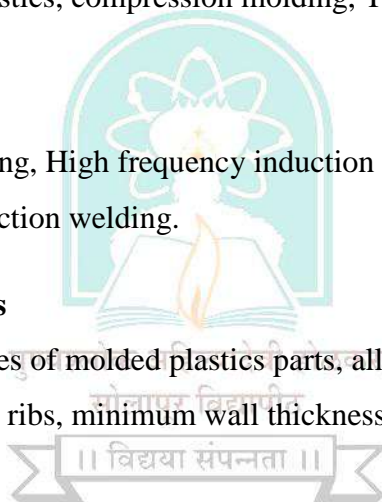 stics, compression molding,
ng, High frequency induction
ction welding.
s
es of molded plastics parts, all
ribs, minimum wall thickness
सोलापूर विद्यापीठ
।। विद्यया संपन्नता ।।